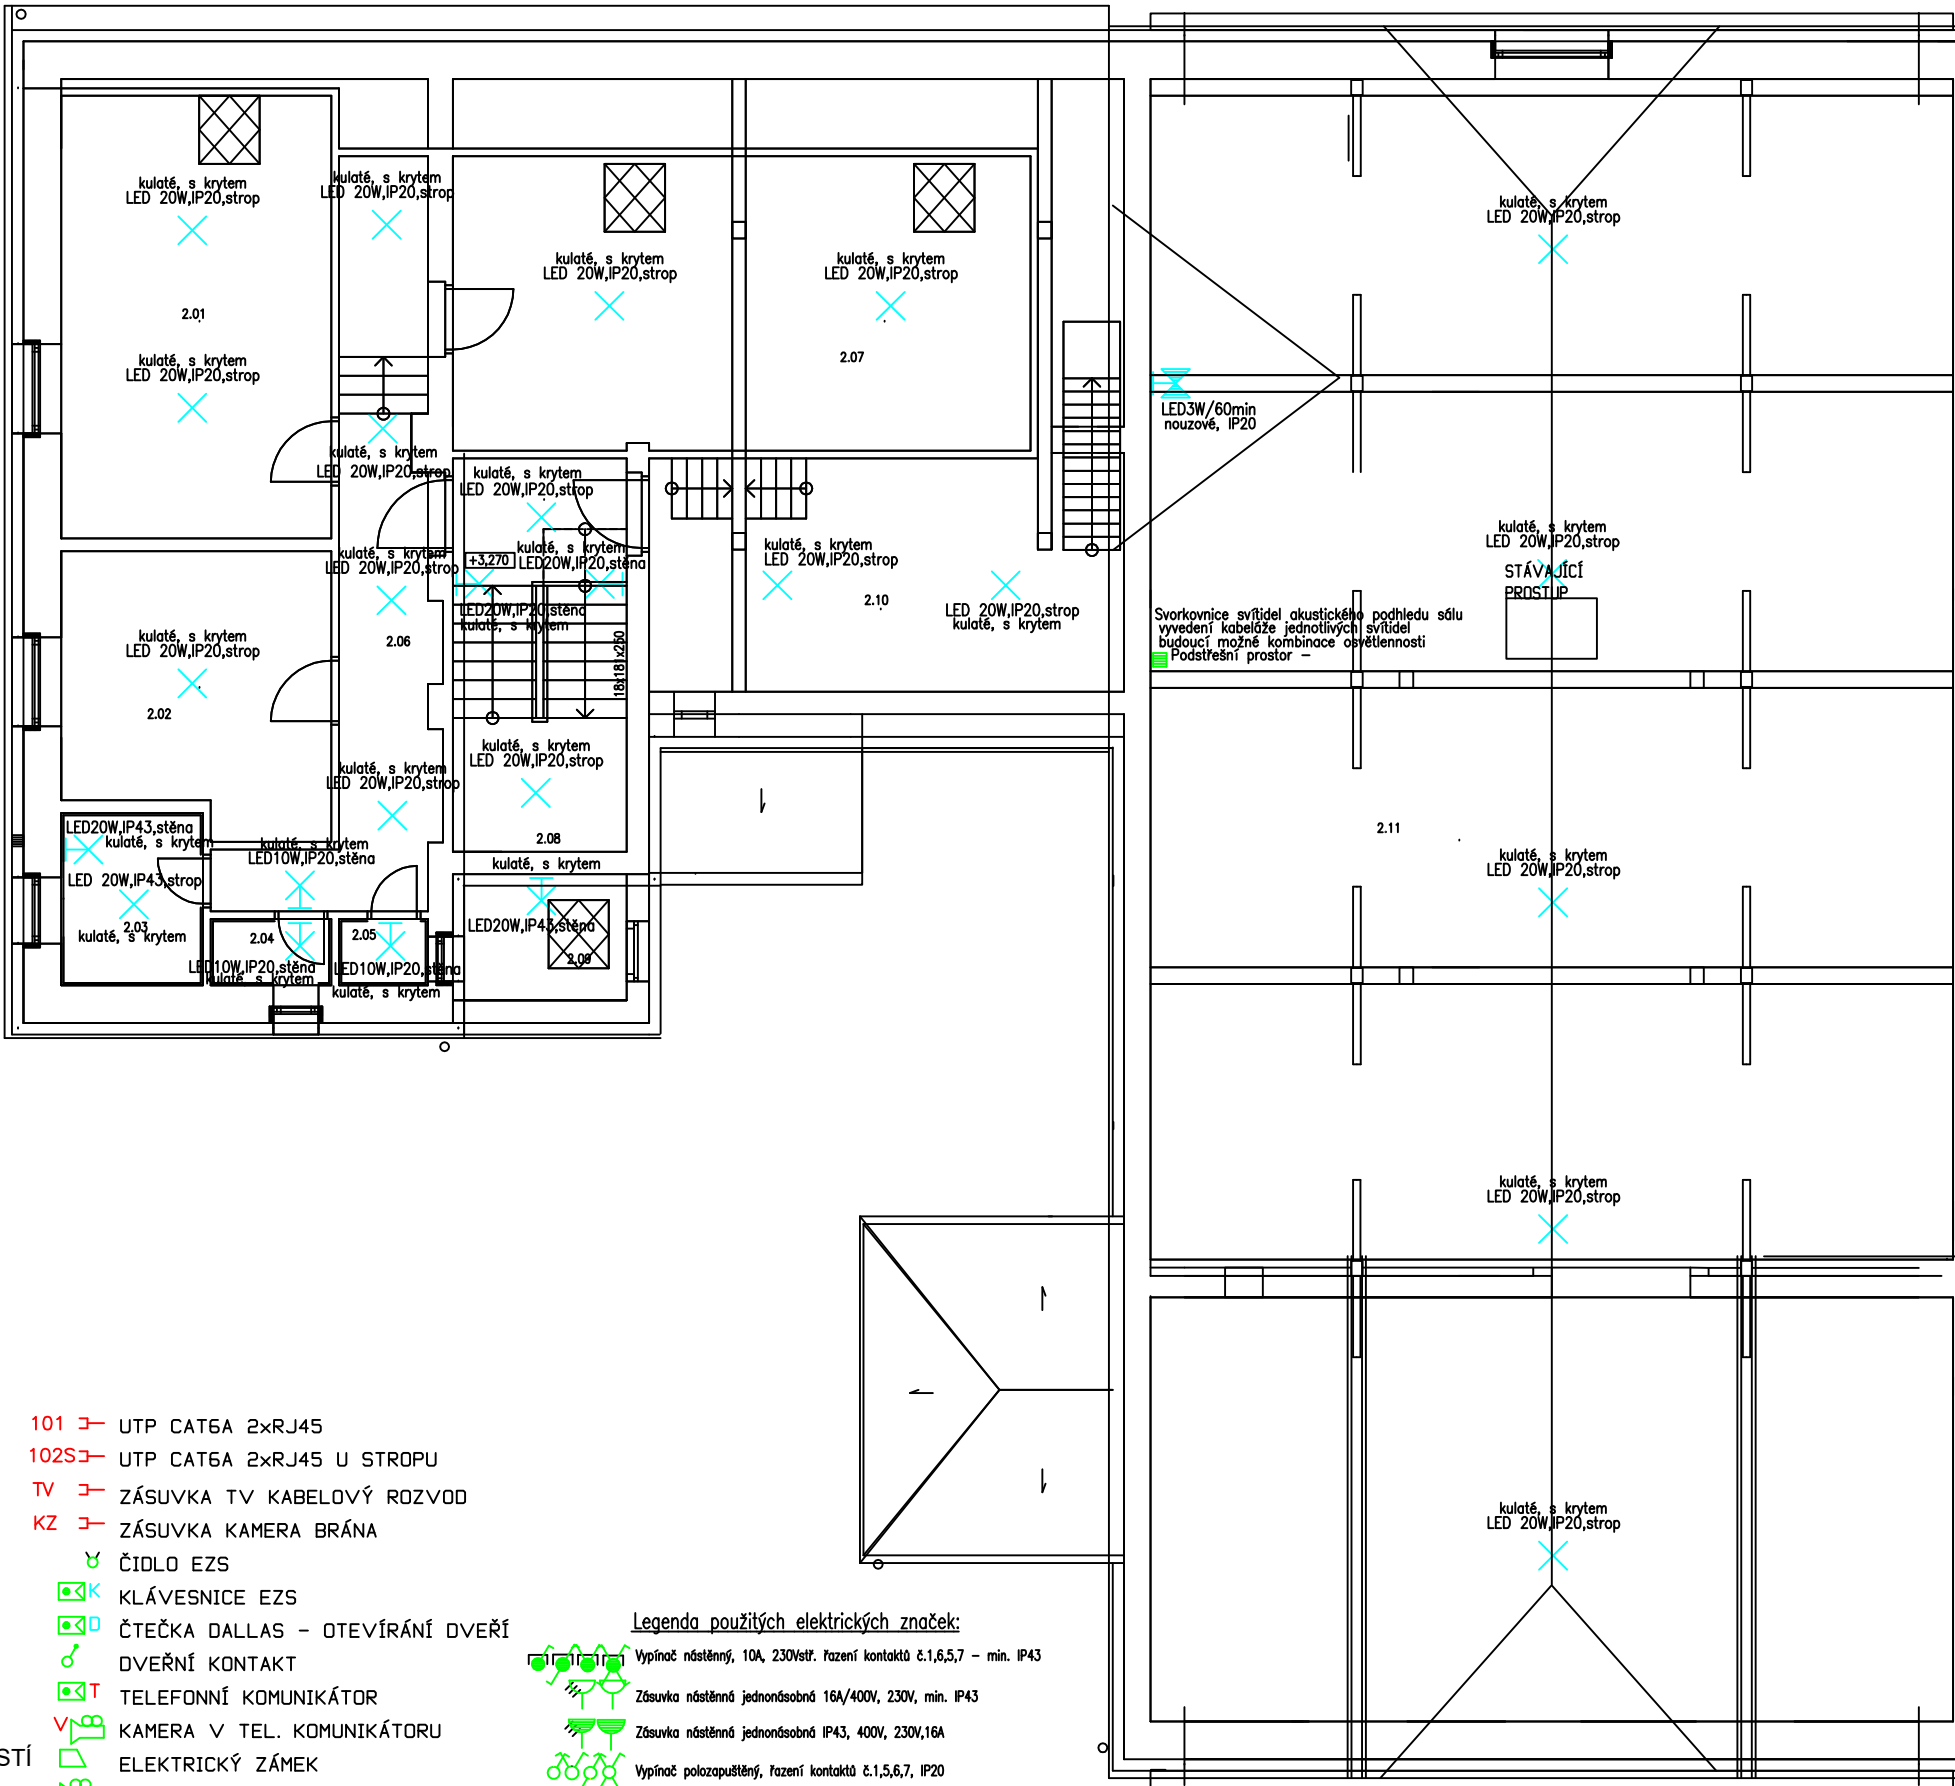 kulaté, s krytem
LED 20W,IP20,strop
kulaté, s krytem
LED 20W,IP20,strop
kulaté, s krytem
LED 20W,IP20,strop
kulaté, s krytem
LED 20W,IP20,strop
kulaté, s krytem
LED 20W,IP20,strop
2.01
kulaté, s krytem
LED 20W,IP20,strop
2.07
LED3W/60min
nouzové, IP20
kulaté, s krytem
LED 20W,IP20,strop
kulaté, s krytem
LED 20W,IP20,strop
kulaté, s krytem
LED 20W,IP20,strop
+3,270
kulaté, s krytem
LED20W,IP20,stěna
kulaté, s krytem
LED 20W,IP20,strop
kulaté, s krytem
LED 20W,IP20,strop
STÁVAJÍCÍ
PROSTUP
LED20W,IP20,stěna
kulaté, s krytem
2.10
LED 20W,IP20,strop
kulaté, s krytem
Svorkovnice svítidel akustického podhledu sálu
vyvedení kabeláže jednotlivých svítidel
budoucí možné kombinace osvětlennosti
Podstřešní prostor –
kulaté, s krytem
LED 20W,IP20,strop
2.06
18x181x250
2.02
kulaté, s krytem
LED 20W,IP20,strop
kulaté, s krytem
LED 20W,IP20,strop
LED20W,IP43,stěna
kulaté, s krytem
kulaté, s krytem
LED10W,IP20,stěna
2.08
kulaté, s krytem
2.11
kulaté, s krytem
LED 20W,IP20,strop
LED 20W,IP43,strop
2.03
kulaté, s krytem
2.04
2.05
LED20W,IP43,stěna
2.09
LED10W,IP20,stěna
kulaté, s krytem
LED10W,IP20,stěna
kulaté, s krytem
kulaté, s krytem
LED 20W,IP20,strop
kulaté, s krytem
LED 20W,IP20,strop
101 UTP CAT6A 2xRJ45
102S UTP CAT6A 2xRJ45 U STROPU
TV ZÁSUVKA TV KABELOVÝ ROZVOD
KZ ZÁSUVKA KAMERA BRÁNA
ČIDLO EZS
K KLÁVESNICE EZS
D ČTEČKA DALLAS - OTEVÍRÁNÍ DVEŘÍ
DVEŘNÍ KONTAKT
T TELEFONNÍ KOMUNIKÁTOR
V KAMERA V TEL. KOMUNIKÁTORU
ELEKTRICKÝ ZÁMEK
STÍ
Legenda použitých elektrických značek:
Vypínač nástěnný, 10A, 230Vstř. řazení kontaktů č.1,6,5,7 – min. IP43
Zásuvka nástěnná jednonásobná 16A/400V, 230V, min. IP43
Zásuvka nástěnná jednonásobná IP43, 400V, 230V,16A
Vypínač polozapuštěný, řazení kontaktů č.1,5,6,7, IP20